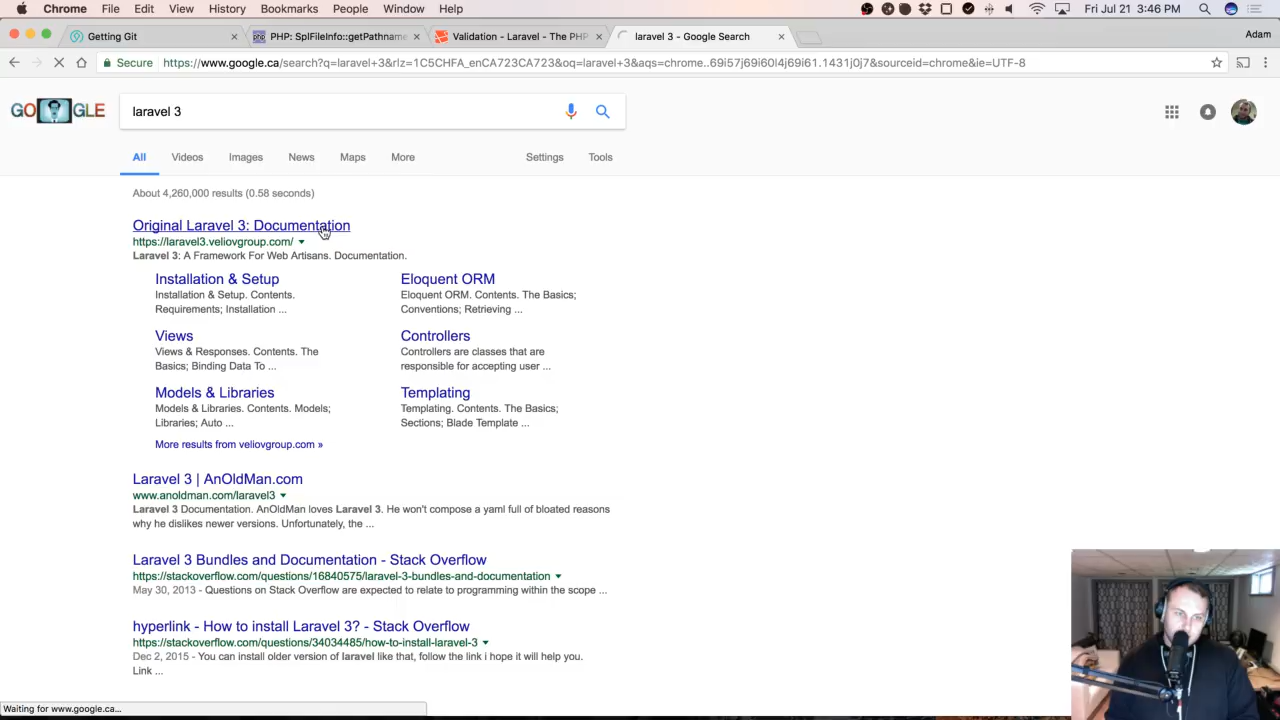 Chrome File Edit View History Bookmarks People Window Help Fri Jul 21 3:46 PM
Getting Git PHP: SplFileInfo::getPathname Validation - Laravel - The PHP laravel 3 - Google Search Adam
Secure https://www.google.ca/search?q=laravel+3&rlz=1C5CHFA_enCA723CA723&oq=laravel+3&aqs=chrome..69i57j69i60l4j69i61.1431j0j7&sourceid=chrome&ie=UTF-8
GOOGLE laravel 3
All Videos Images News Maps More Settings Tools
About 4,260,000 results (0.58 seconds)
Original Laravel 3: Documentation
https://laravel3.veliovgroup.com/
Laravel 3: A Framework For Web Artisans. Documentation.
Installation & Setup
Installation & Setup. Contents.
Requirements; Installation ...
Eloquent ORM
Eloquent ORM. Contents. The Basics;
Conventions; Retrieving ...
Views
Views & Responses. Contents. The
Basics; Binding Data To ...
Controllers
Controllers are classes that are
responsible for accepting user ...
Models & Libraries
Models & Libraries. Contents. Models;
Libraries; Auto ...
Templating
Templating. Contents. The Basics;
Sections; Blade Template ...
More results from veliovgroup.com »
Laravel 3 | AnOldMan.com
www.anoldman.com/laravel3
Laravel 3 Documentation. AnOldMan loves Laravel 3. He won't compose a yaml full of bloated reasons
why he dislikes newer versions. Unfortunately, the ...
Laravel 3 Bundles and Documentation - Stack Overflow
https://stackoverflow.com/questions/16840575/laravel-3-bundles-and-documentation
May 30, 2013 - Questions on Stack Overflow are expected to relate to programming within the scope ...
hyperlink - How to install Laravel 3? - Stack Overflow
https://stackoverflow.com/questions/34034485/how-to-install-laravel-3
Dec 2, 2015 - You can install older version of laravel like that, follow the link i hope it will help you.
Link ...
Waiting for www.google.ca...